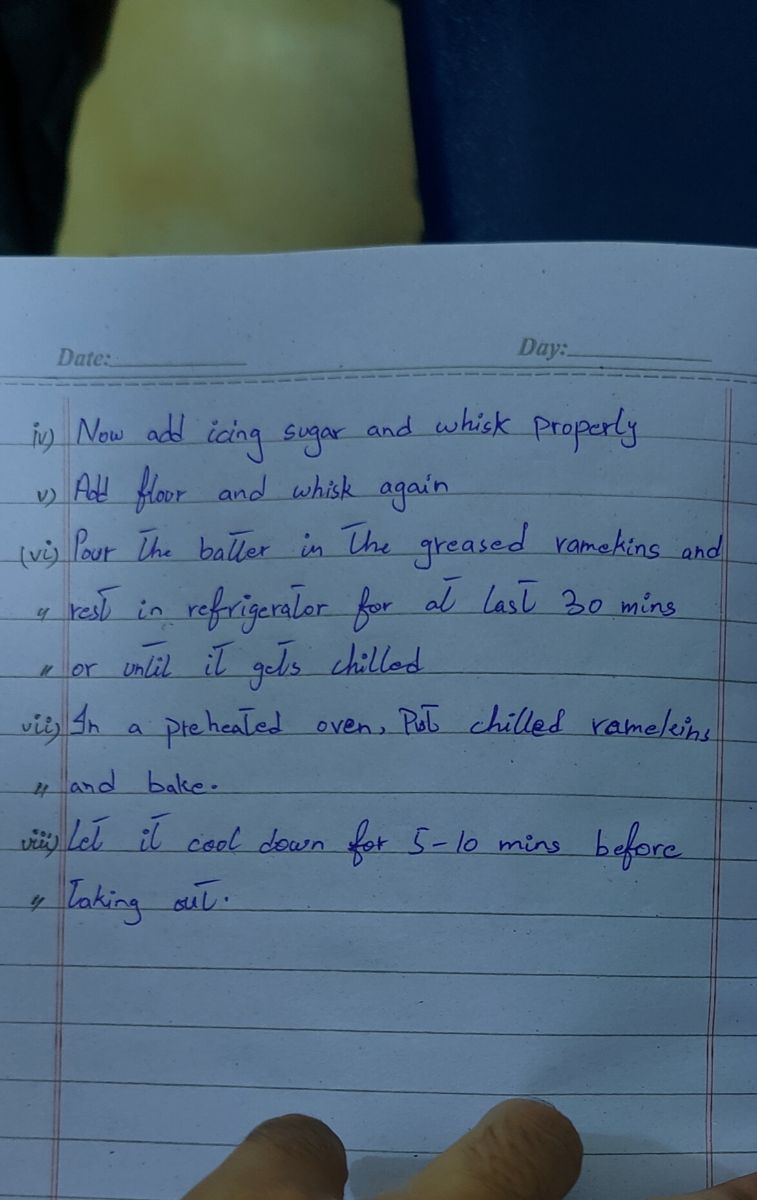 Date:
Day:
iv) Now add icing sugar and whisk properly
v) Add floor and whisk again
(vi) Pour the batter in the greased ramekins and
" rest in refrigerator for at last 30 mins
" or until it gets chilled
vii) In a preheated oven, Put chilled ramekins
" and bake.
viii) Let it cool down for 5-10 mins before
" taking out.